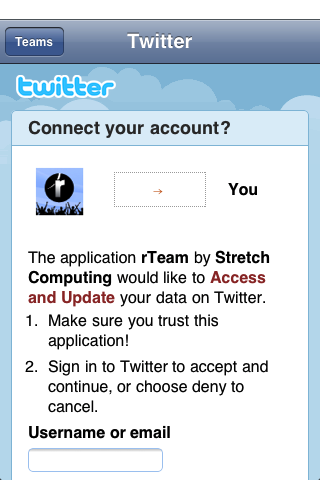 Teams
Twitter
twitter
Connect your account?
r
→
You
The application rTeam by Stretch
Computing would like to Access
and Update your data on Twitter.
1. Make sure you trust this
application!
2. Sign in to Twitter to accept and
continue, or choose deny to
cancel.
Username or email